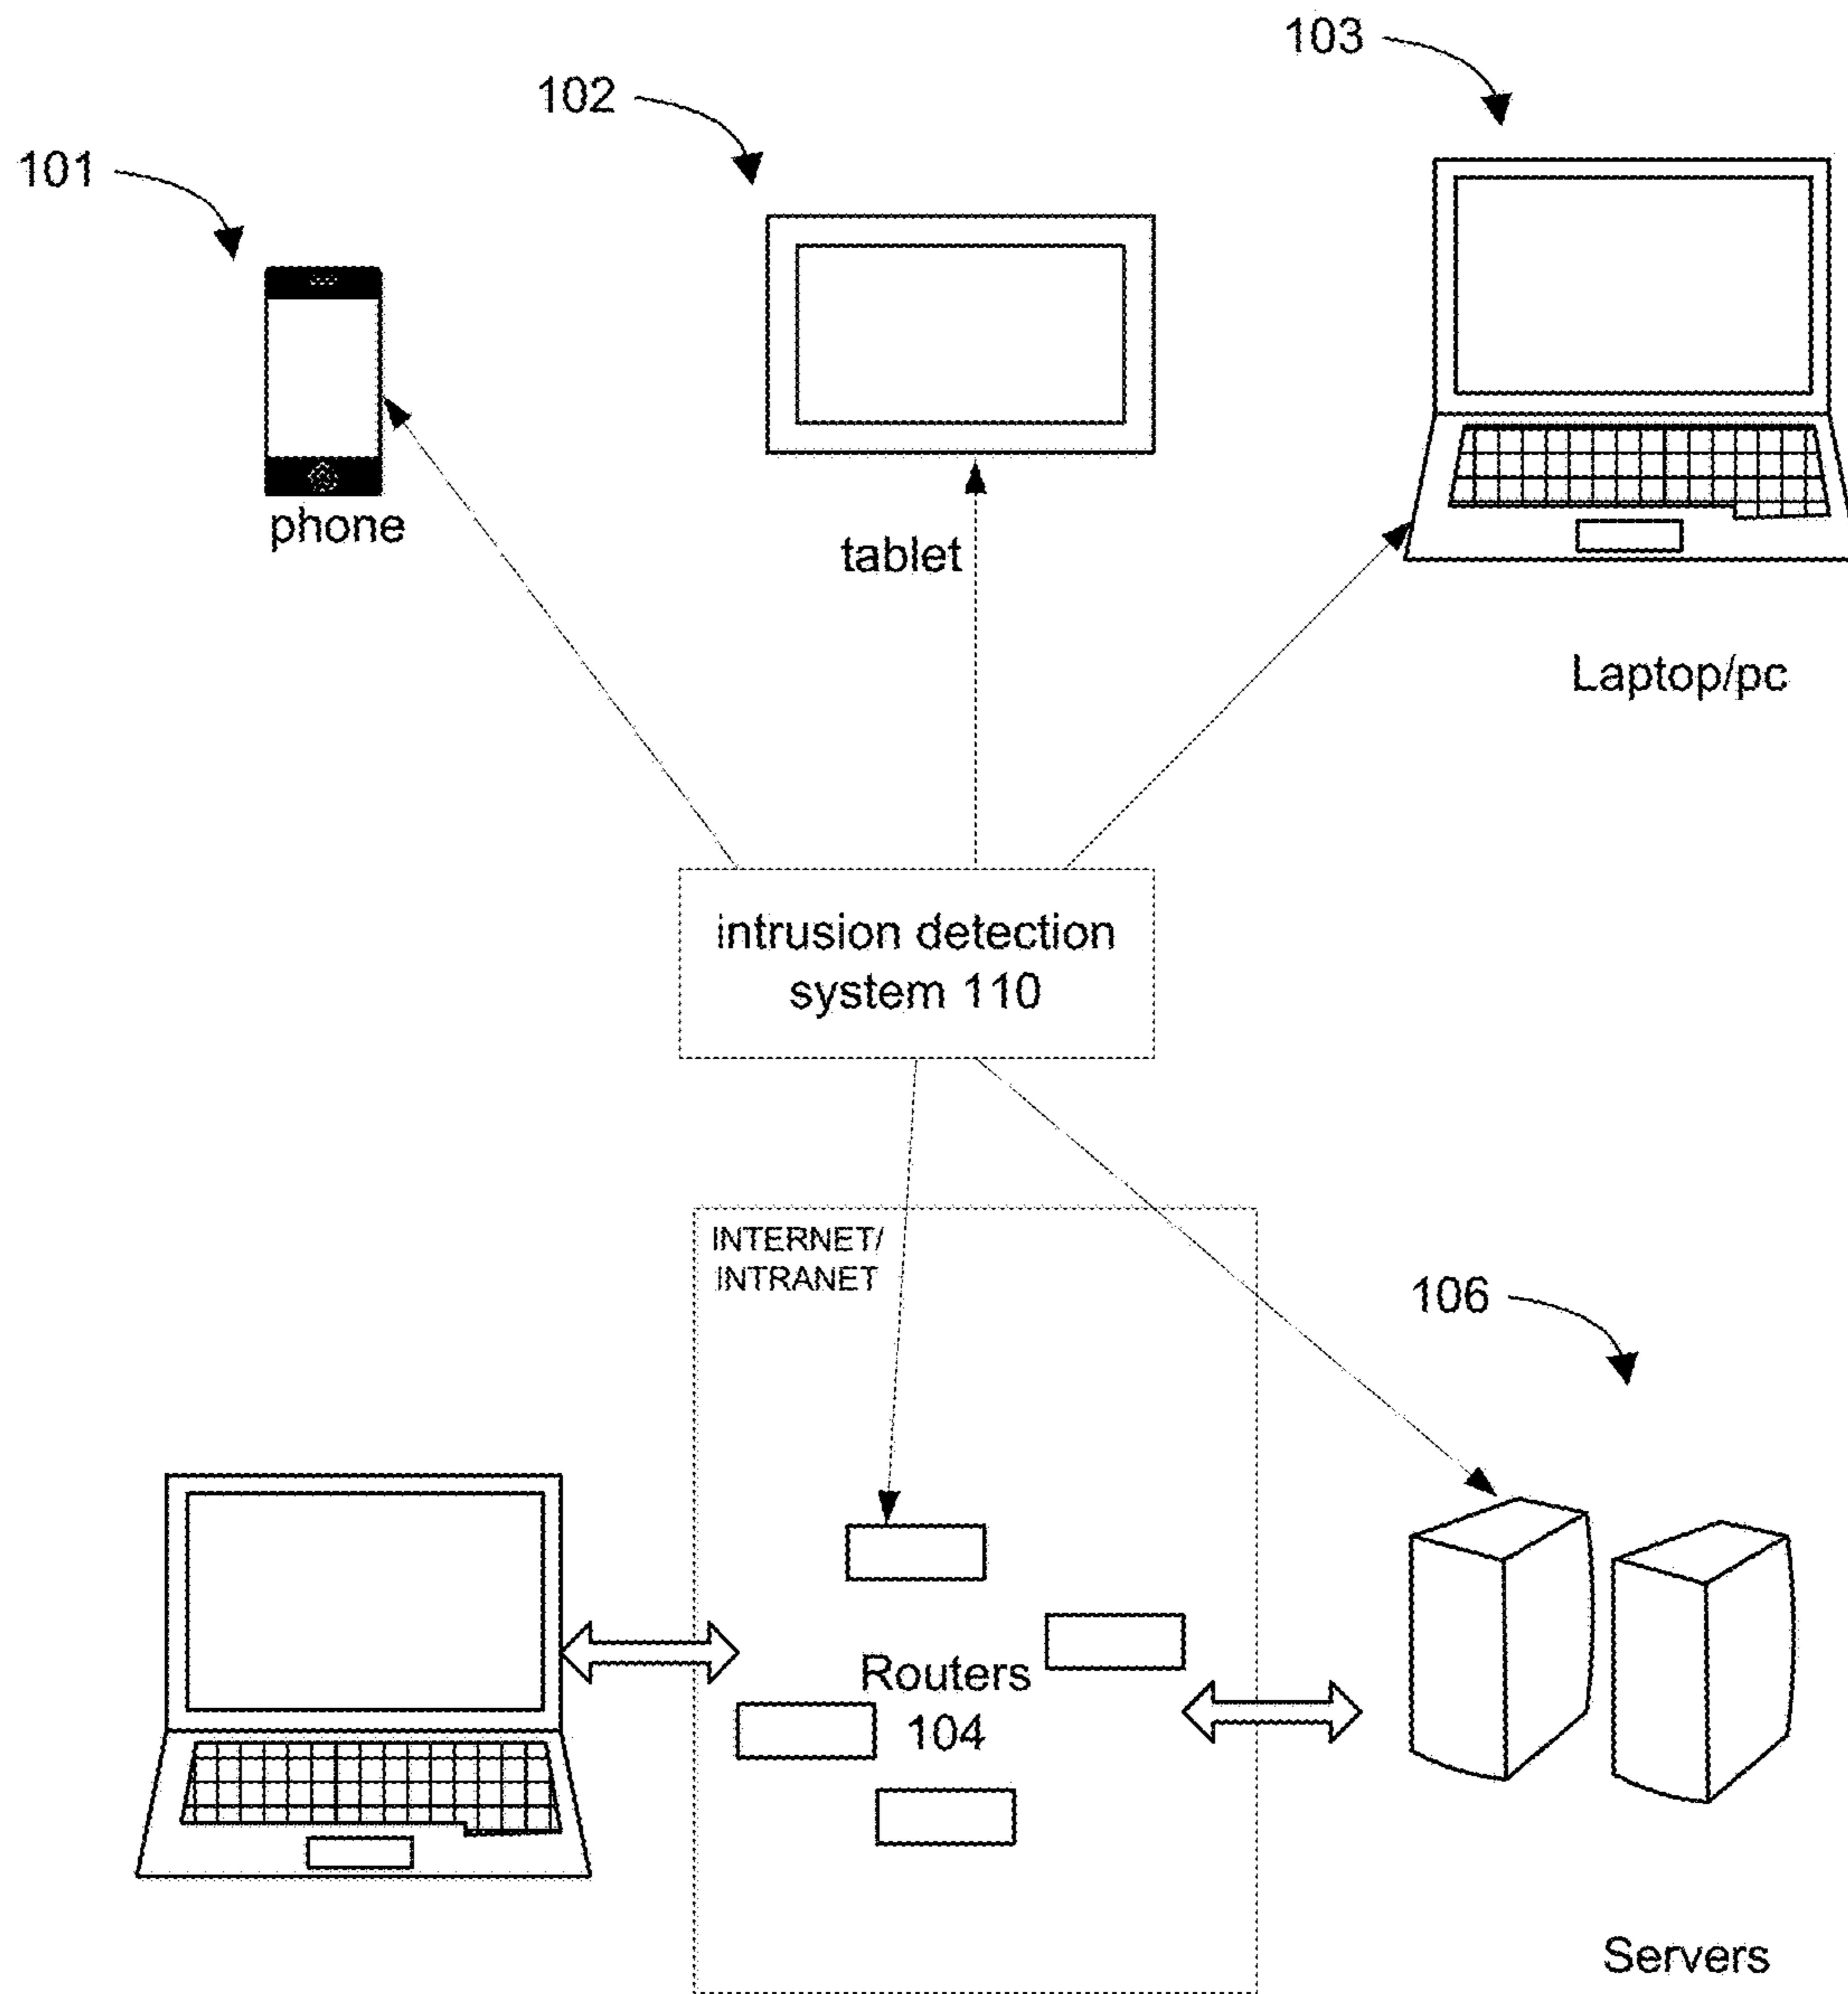 103
102
101
phone
tablet
Laptop/pc
intrusion detection
system 110
INTERNET/
INTRANET
106
Routers
104
Servers